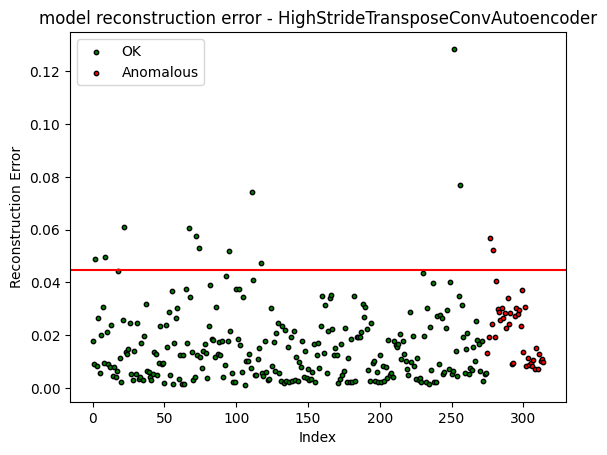 model reconstruction error - HighStrideTransposeConvAutoencoder
OK
Anomalous
Reconstruction Error
0.12
0.10
0.08
0.06
0.04
0.02
0.00
0 50 100 150 200 250 300
Index